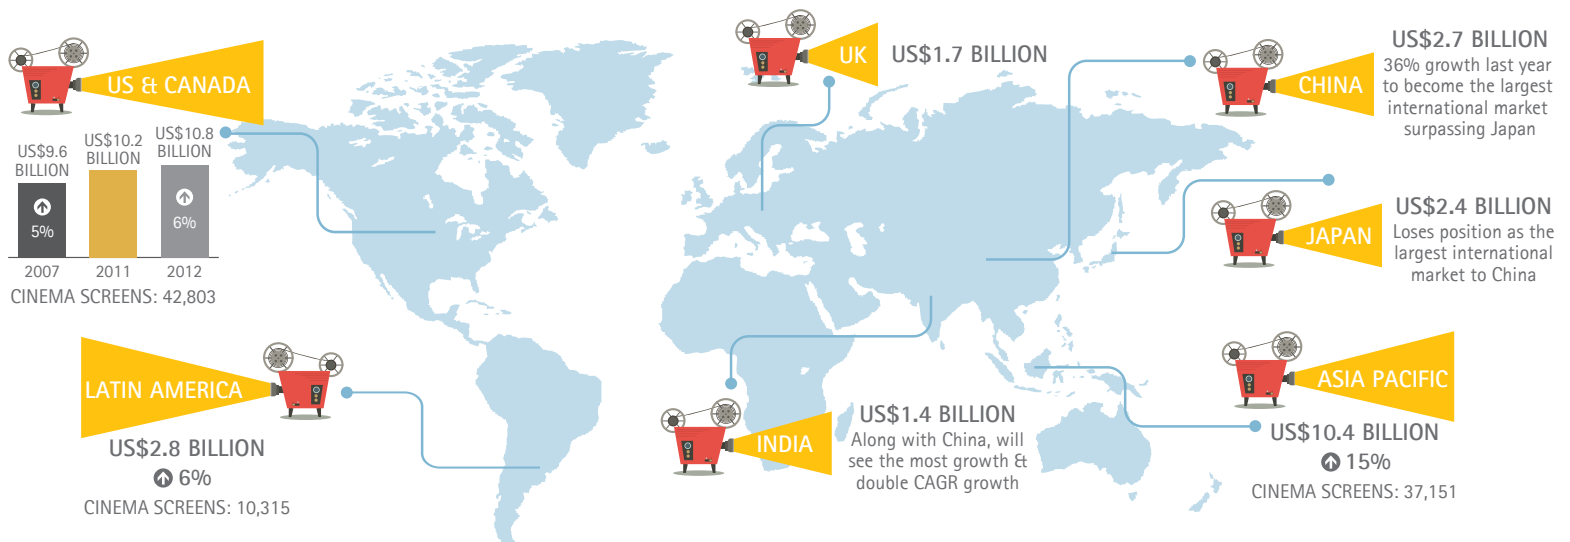 US & CANADA
US$9.6
BILLION
US$10.2
BILLION
US$10.8
BILLION
5%
6%
2007
2011
2012
CINEMA SCREENS: 42,803
LATIN AMERICA
US$2.8 BILLION
6%
CINEMA SCREENS: 10,315
UK
US$1.7 BILLION
INDIA
US$1.4 BILLION
Along with China, will
see the most growth &
double CAGR growth
CHINA
US$2.7 BILLION
36% growth last year
to become the largest
international market
surpassing Japan
JAPAN
US$2.4 BILLION
Loses position as the
largest international
market to China
ASIA PACIFIC
US$10.4 BILLION
15%
CINEMA SCREENS: 37,151